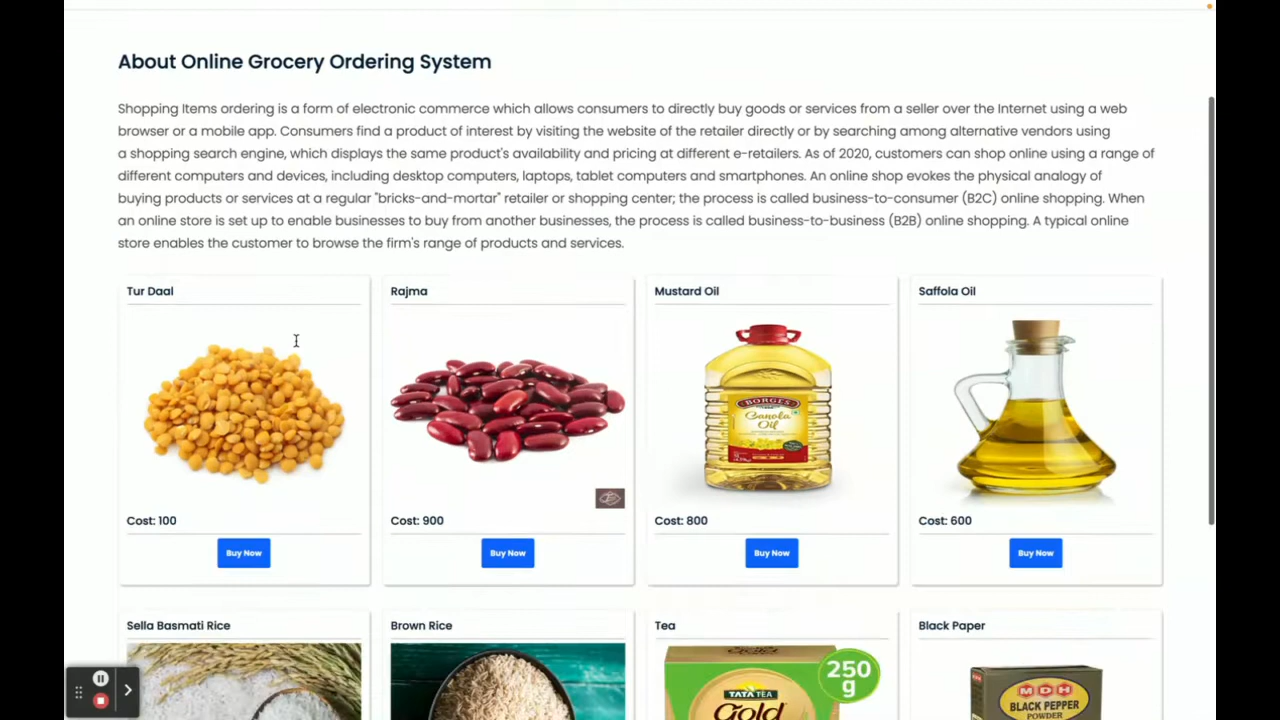 About Online Grocery Ordering System
Shopping Items ordering is a form of electronic commerce which allows consumers to directly buy goods or services from a seller over the Internet using a web
browser or a mobile app. Consumers find a product of interest by visiting the website of the retailer directly or by searching among alternative vendors using
a shopping search engine, which displays the same product's availability and pricing at different e-retailers. As of 2020, customers can shop online using a range of
different computers and devices, including desktop computers, laptops, tablet computers and smartphones. An online shop evokes the physical analogy of
buying products or services at a regular "bricks-and-mortar" retailer or shopping center; the process is called business-to-consumer (B2C) online shopping. When
an online store is set up to enable businesses to buy from another businesses, the process is called business-to-business (B2B) online shopping. A typical online
store enables the customer to browse the firm's range of products and services.
Tur Daal
Rajma
Mustard Oil
Saffola Oil
BORGES
Canola
Oil
Cost: 100
Cost: 900
Cost: 800
Cost: 600
Buy Now
Buy Now
Buy Now
Buy Now
Sella Basmati Rice
Brown Rice
Tea
Black Paper
250
g
TATA TEA
Gold
MDH
BLACK PEPPER
POWDER